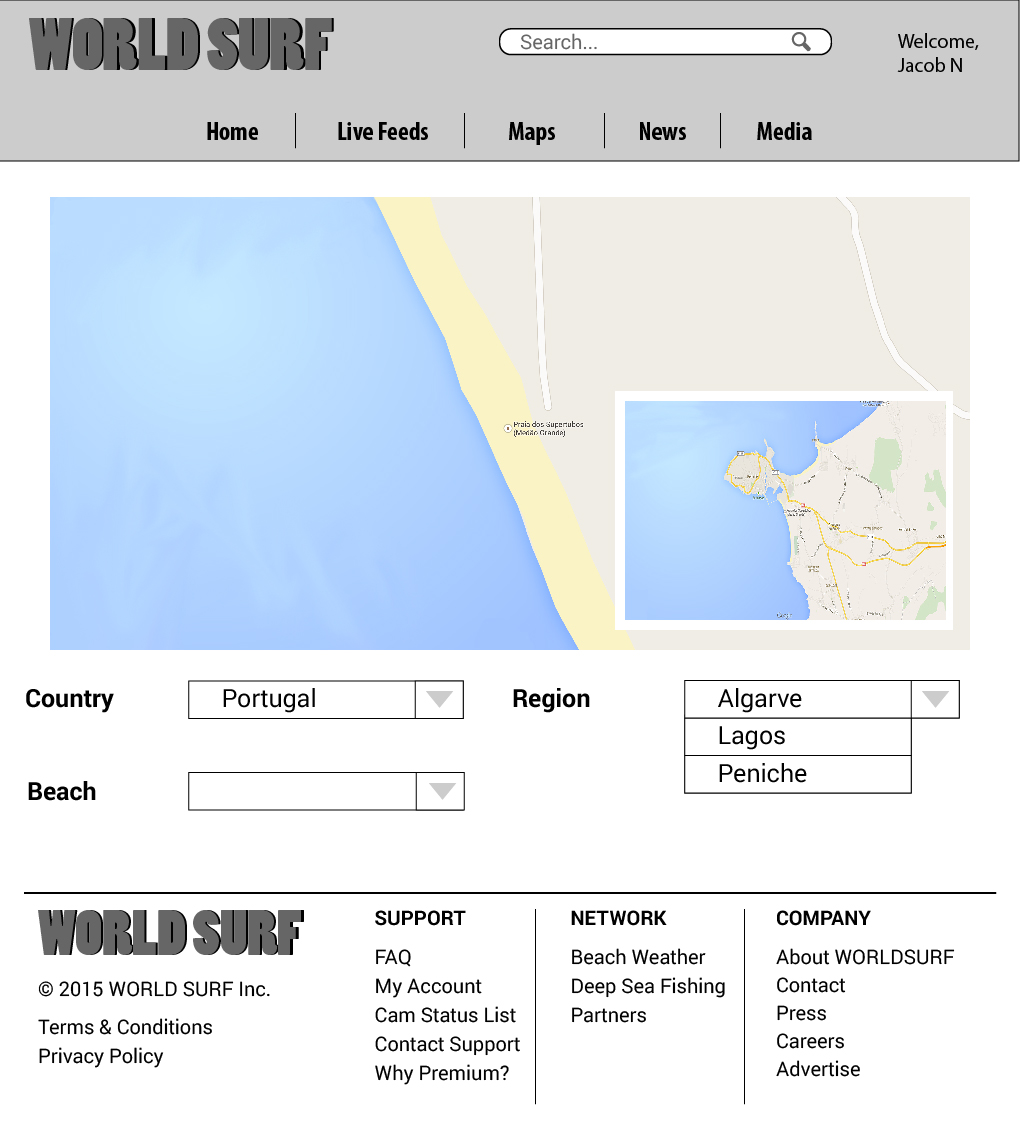 WORLD SURF
Search...
Welcome,
Jacob N
Home
Live Feeds
Maps
News
Media
Praia dos Supertubos
(Medão Grande)
Country
Portugal
Region
Algarve
Lagos
Peniche
Beach
WORLD SURF
© 2015 WORLD SURF Inc.
Terms & Conditions
Privacy Policy
SUPPORT
FAQ
My Account
Cam Status List
Contact Support
Why Premium?
NETWORK
Beach Weather
Deep Sea Fishing
Partners
COMPANY
About WORLDSURF
Contact
Press
Careers
Advertise